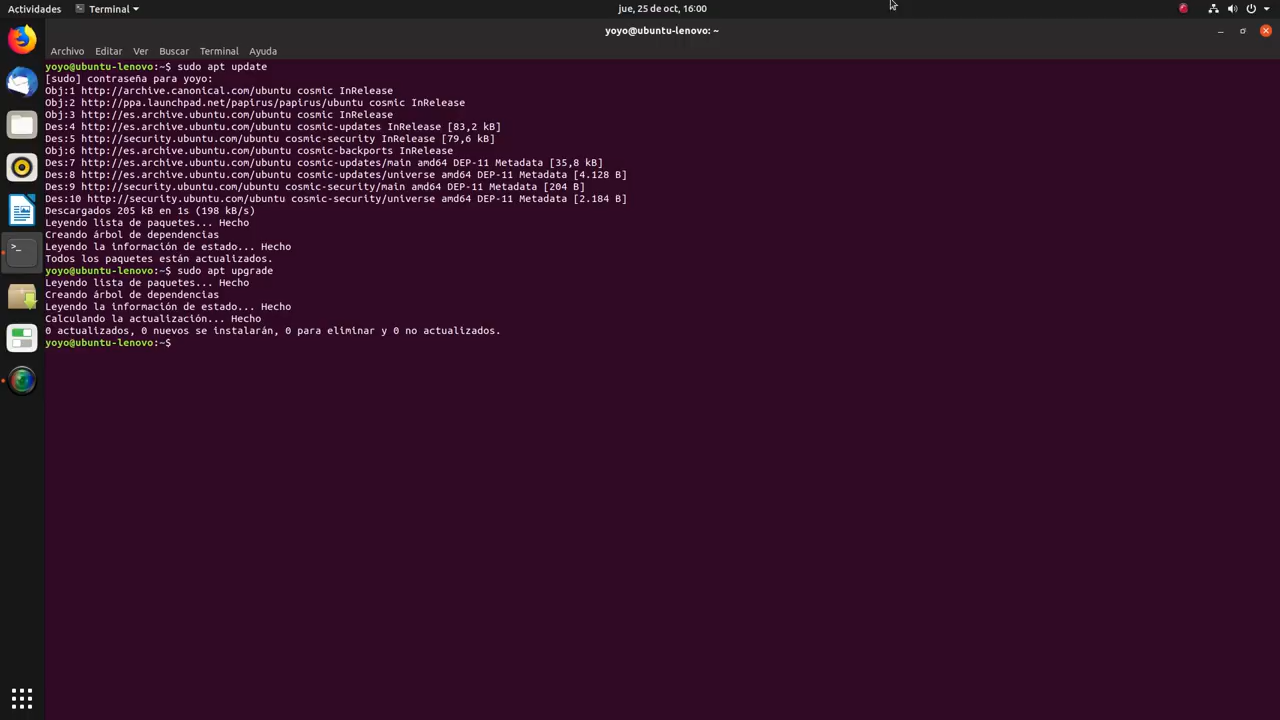 Actividades
Terminal
jue, 25 de oct, 16:00
yoyo@ubuntu-lenovo: ~
Archivo Editar Ver Buscar Terminal Ayuda
yoyo@ubuntu-lenovo:~$ sudo apt update
[sudo] contraseña para yoyo:
Obj:1 http://archive.canonical.com/ubuntu cosmic InRelease
Obj:2 http://ppa.launchpad.net/papirus/papirus/ubuntu cosmic InRelease
Obj:3 http://es.archive.ubuntu.com/ubuntu cosmic InRelease
Des:4 http://es.archive.ubuntu.com/ubuntu cosmic-updates InRelease [83,2 kB]
Des:5 http://security.ubuntu.com/ubuntu cosmic-security InRelease [79,6 kB]
Obj:6 http://es.archive.ubuntu.com/ubuntu cosmic-backports InRelease
Des:7 http://es.archive.ubuntu.com/ubuntu cosmic-updates/main amd64 DEP-11 Metadata [35,8 kB]
Des:8 http://es.archive.ubuntu.com/ubuntu cosmic-updates/universe amd64 DEP-11 Metadata [4.128 B]
Des:9 http://security.ubuntu.com/ubuntu cosmic-security/main amd64 DEP-11 Metadata [204 B]
Des:10 http://security.ubuntu.com/ubuntu cosmic-security/universe amd64 DEP-11 Metadata [2.184 B]
Descargados 205 kB en 1s (198 kB/s)
Leyendo lista de paquetes... Hecho
Creando árbol de dependencias
Leyendo la información de estado... Hecho
Todos los paquetes están actualizados.
yoyo@ubuntu-lenovo:~$ sudo apt upgrade
Leyendo lista de paquetes... Hecho
Creando árbol de dependencias
Leyendo la información de estado... Hecho
Calculando la actualización... Hecho
0 actualizados, 0 nuevos se instalarán, 0 para eliminar y 0 no actualizados.
yoyo@ubuntu-lenovo:~$